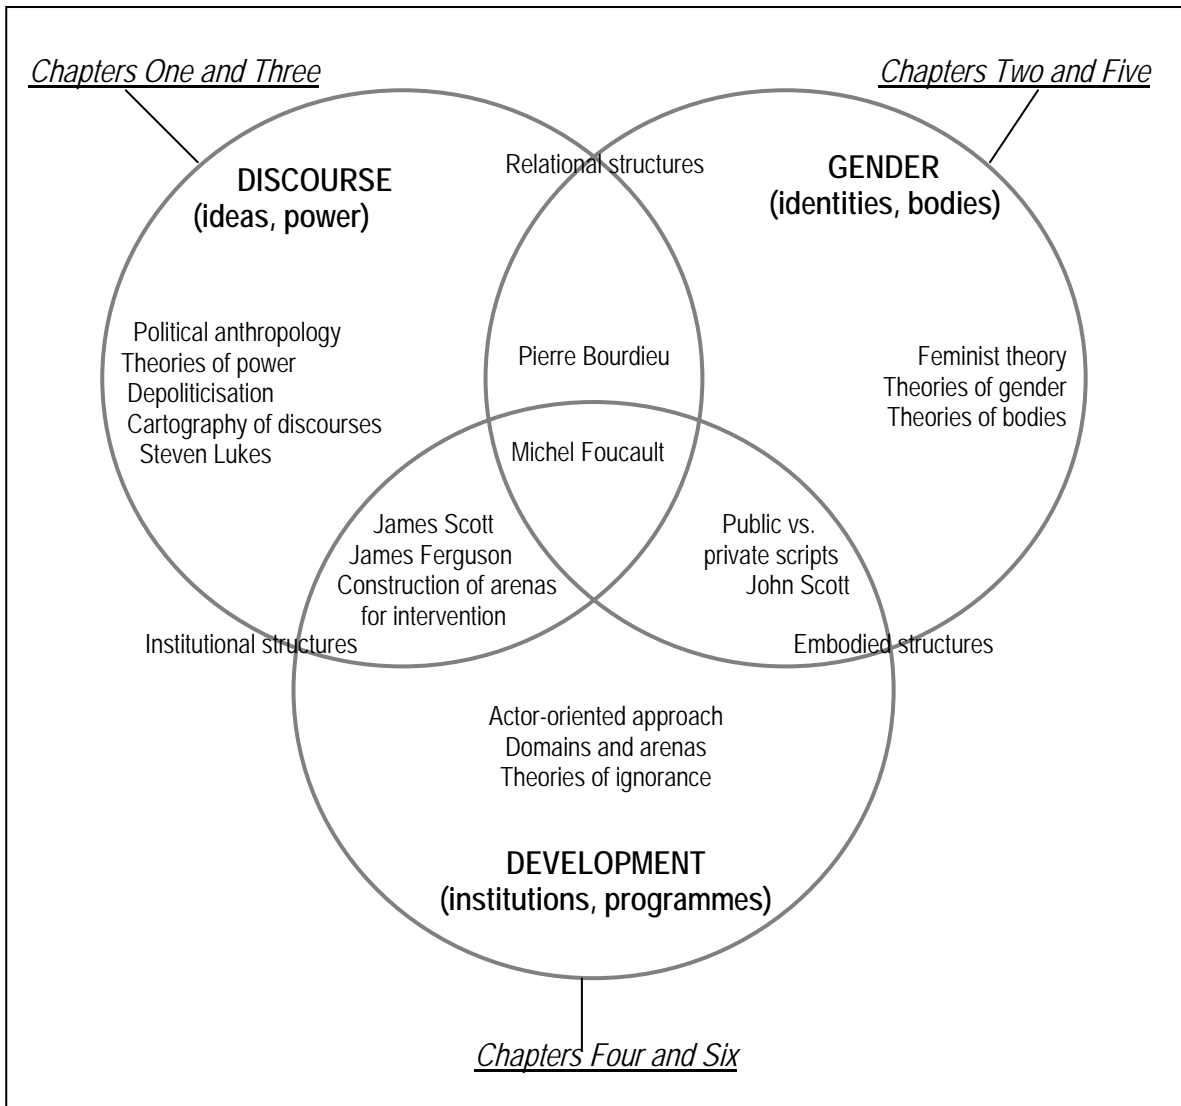 Chapters One and Three
Chapters Two and Five
Relational structures
DISCOURSE
(ideas, power)
GENDER
(identities, bodies)
Political anthropology
Theories of power
Depoliticisation
Cartography of discourses
Steven Lukes
Pierre Bourdieu
Feminist theory
Theories of gender
Theories of bodies
Michel Foucault
James Scott
James Ferguson
Construction of arenas
for intervention
Public vs.
private scripts
John Scott
Institutional structures
Embodied structures
Actor-oriented approach
Domains and arenas
Theories of ignorance
DEVELOPMENT
(institutions, programmes)
Chapters Four and Six